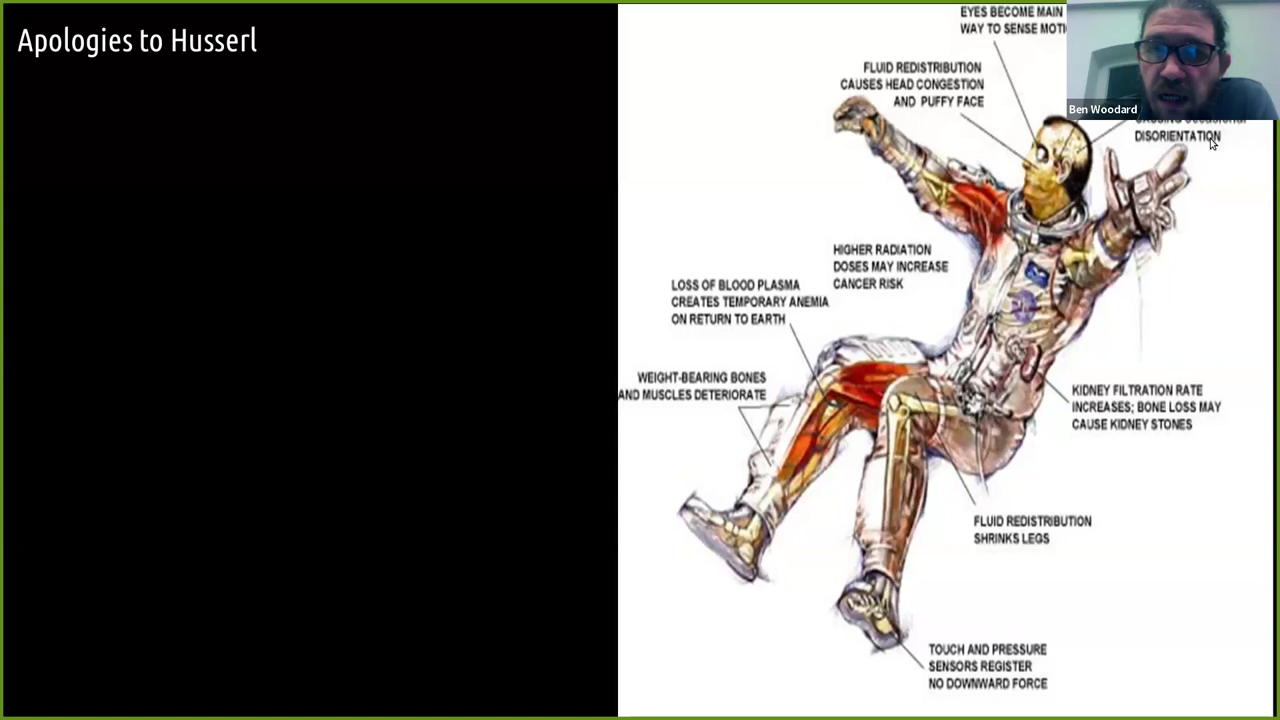 Apologies to Husserl
EYES BECOME MAIN
WAY TO SENSE
FLUID REDISTRIBUTION
CAUSES HEAD CONGESTION
AND PUFFY FACE
Ben Woodard
DISORIENTATION
HIGHER RADIATION
DOSES MAY INCREASE
CANCER RISK
LOSS OF BLOOD PLASMA
CREATES TEMPORARY ANEMIA
ON RETURN TO EARTH
WEIGHT-BEARING BONES
AND MUSCLES DETERIORATE
KIDNEY FILTRATION RATE
INCREASES; BONE LOSS MAY
CAUSE KIDNEY STONES
FLUID REDISTRIBUTION
SHRINKS LEGS
TOUCH AND PRESSURE
SENSORS REGISTER
NO DOWNWARD FORCE